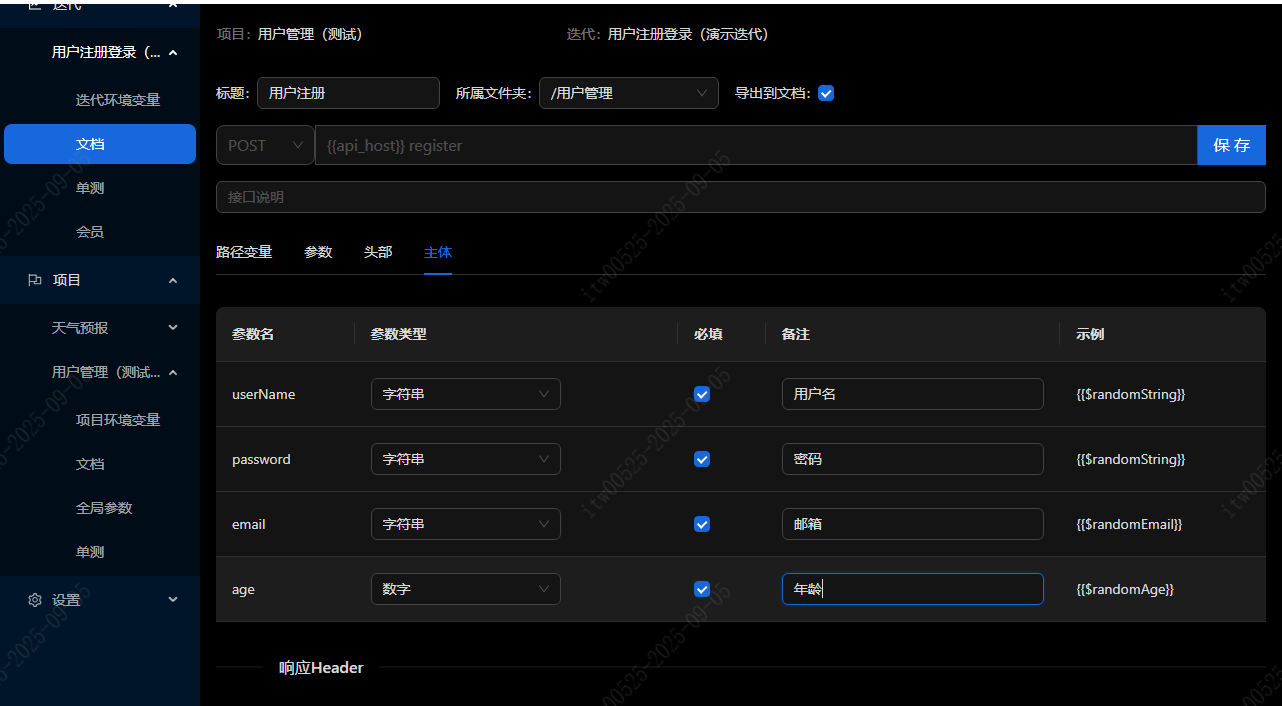 迭代
用户注册登录（...
迭代环境变量
文档
单测
会员
项目
天气预报
用户管理（测试...
项目环境变量
文档
全局参数
单测
设置
项目：用户管理（测试） 迭代：用户注册登录（演示迭代）
标题： 用户注册 所属文件夹： /用户管理 导出到文档：
POST {{api_host}} register 保 存
接口说明
路径变量 参数 头部 主体
参数名 参数类型 必填 备注 示例
userName 字符串 用户名 {{$randomString}}
password 字符串 密码 {{$randomString}}
email 字符串 邮箱 {{$randomEmail}}
age 数字 年龄 {{$randomAge}}
响应Header
itw00525-2025-09-05